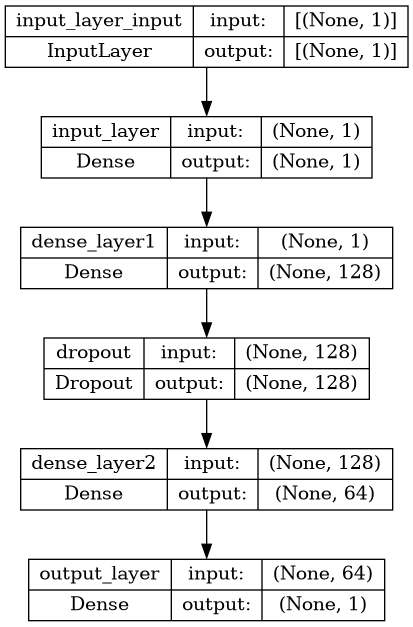 input_layer_input input: [(None, 1)]
InputLayer output: [(None, 1)]
input_layer input: (None, 1)
Dense output: (None, 1)
dense_layer1 input: (None, 1)
Dense output: (None, 128)
dropout input: (None, 128)
Dropout output: (None, 128)
dense_layer2 input: (None, 128)
Dense output: (None, 64)
output_layer input: (None, 64)
Dense output: (None, 1)